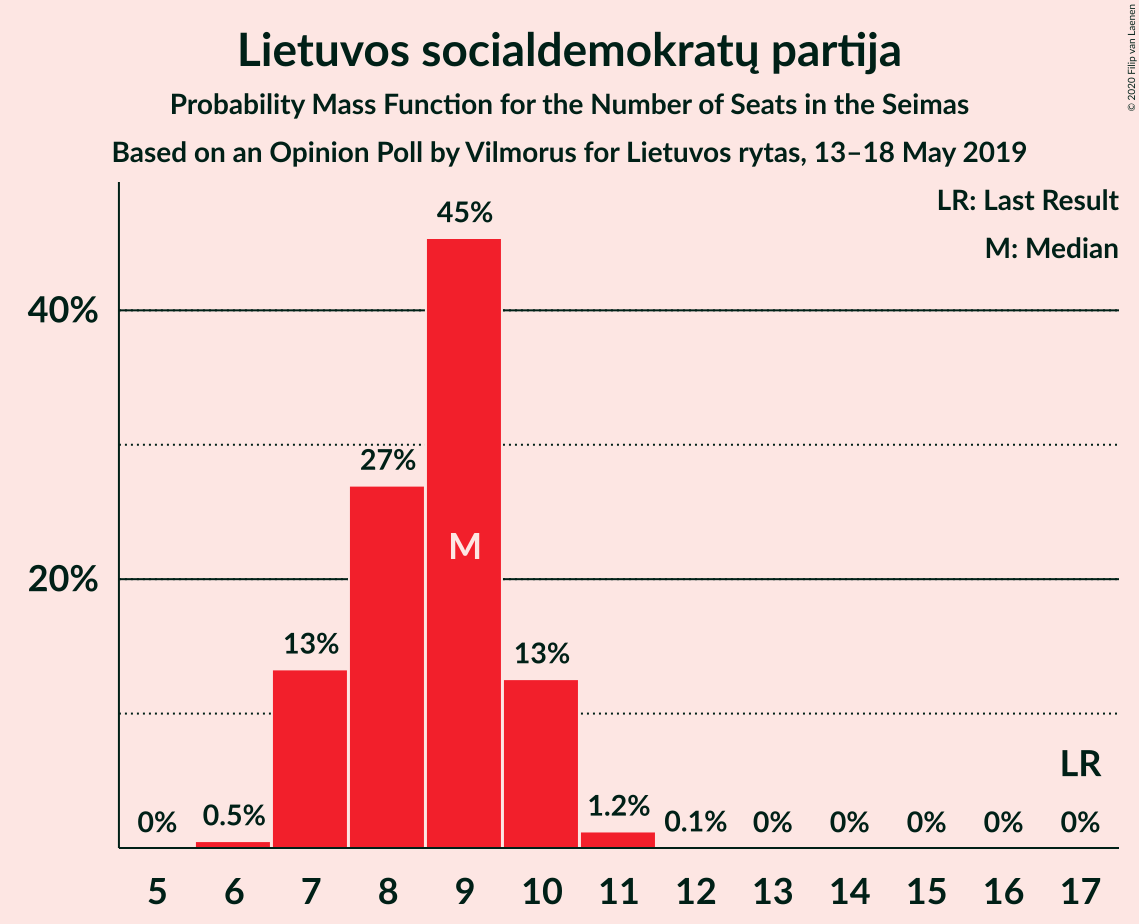 Lietuvos socialdemokratų partija
Probability Mass Function for the Number of Seats in the Seimas
Based on an Opinion Poll by Vilmorus for Lietuvos rytas, 13–18 May 2019
© 2020 Filip van Laenen
LR: Last Result
M: Median
45%
40%
27%
M
20%
13%
13%
LR
0%
0.5%
1.2%
0.1%
0%
0%
0%
0%
0%
5 6 7 8 9 10 11 12 13 14 15 16 17